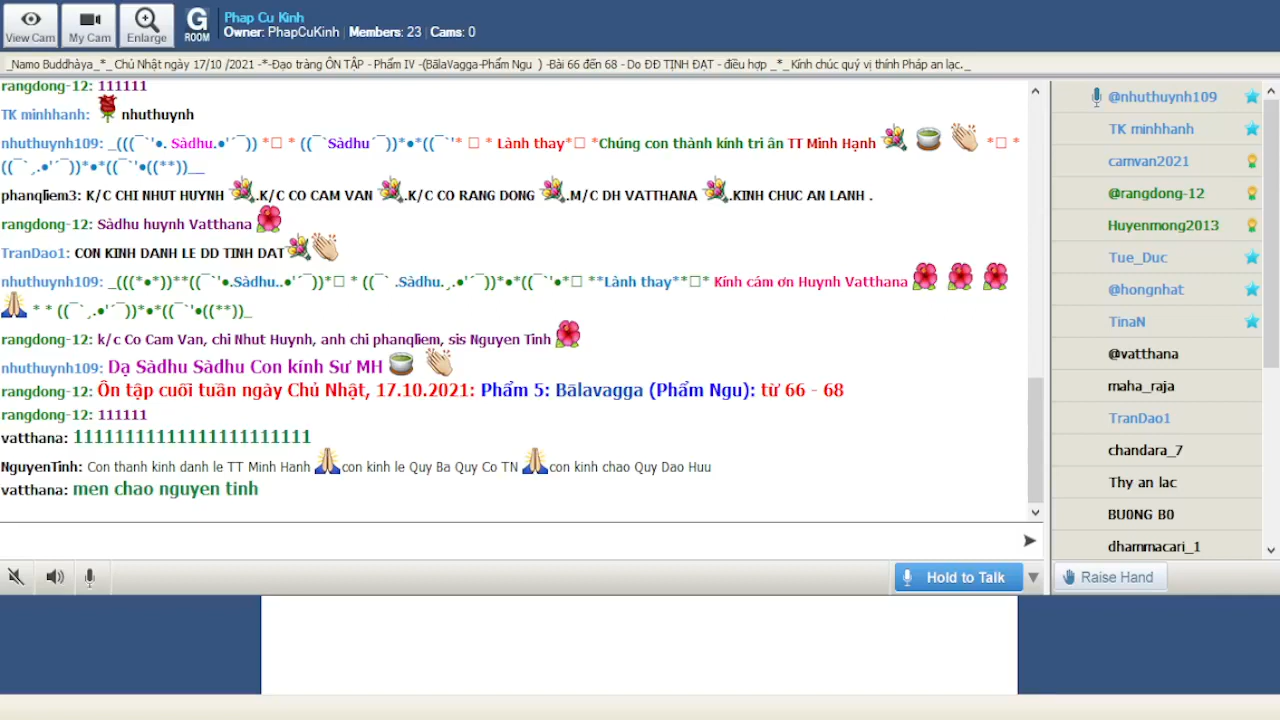 View Cam
My Cam
Enlarge
G
ROOM
Phap Cu Kinh
Owner: PhapCuKinh | Members: 23 | Cams: 0
_Namo Buddhàya_*_ Chủ Nhật ngày 17/10 /2021 -*-Đạo tràng ÔN TẬP - Phẩm IV -(BãLaVagga-Phẩm Ngu ) -Bài 66 đến 68 - Do ĐĐ TỊNH ĐẠT - điều hợp _*_ Kính chúc quý vị thính Pháp an lạc._
rangdong-12: 111111
TK minhhanh: nhuthuynh
nhuthuynh109: _(((¯`'•. Sàdhu.•'´¯)) *□ * ((¯`Sàdhu´¯))*•*((¯`'* □ * Lành thay*□ *Chúng con thành kính tri ân TT Minh Hạnh *□ *
((¯`¸.•'´¯))*•*((¯`'•((**))__
phanqliem3: K/C CHI NHUT HUYNH .K/C CO CAM VAN .K/C CO RANG DONG .M/C DH VATTHANA .KINH CHUC AN LANH .
rangdong-12: Sàdhu huynh Vatthana
TranDao1: CON KINH DANH LE DD TINH DAT
nhuthuynh109: _(((*•*))**((¯`'•.Sàdhu..•'´¯))*□ * ((¯` .Sàdhu.¸.•'´¯))*•*((¯`'•*□ **Lành thay**□* Kính cám ơn Huynh Vatthana
* * ((¯`¸.•'´¯))*•*((¯`'•((**))_
rangdong-12: k/c Co Cam Van, chi Nhut Huynh, anh chi phanqliem, sis Nguyen Tinh
nhuthuynh109: Dạ Sàdhu Sàdhu Con kính Sư MH
rangdong-12: Ôn tập cuối tuần ngày Chủ Nhật, 17.10.2021: Phẩm 5: Bālavagga (Phẩm Ngu): từ 66 - 68
rangdong-12: 111111
vatthana: 11111111111111111111111
NguyenTinh: Con thanh kinh danh le TT Minh Hanh con kinh le Quy Ba Quy Co TN con kinh chao Quy Dao Huu
vatthana: men chao nguyen tinh
Hold to Talk
@nhuthuynh109
TK minhhanh
camvan2021
@rangdong-12
Huyenmong2013
Tue_Duc
@hongnhat
TinaN
@vatthana
maha_raja
TranDao1
chandara_7
Thy an lac
BU0NG B0
dhammacari_1
Raise Hand